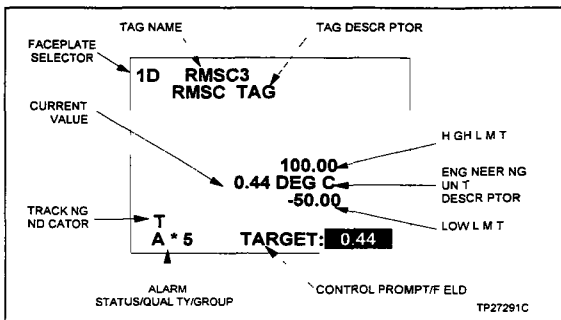 TAG NAME
TAG DESCR PTOR
FACEPLATE
SELECTOR
1D RMSC3
RMSC TAG
CURRENT
VALUE
H GH L M T
100.00
0.44 DEG C
-50.00
ENG NEER NG
UN T
DESCR PTOR
LOW L M T
TRACK NG
ND CATOR
T
A * 5 TARGET: 0.44
ALARM
STATUS/QUAL TY/GROUP
CONTROL PROMPT/F ELD
TP27291C